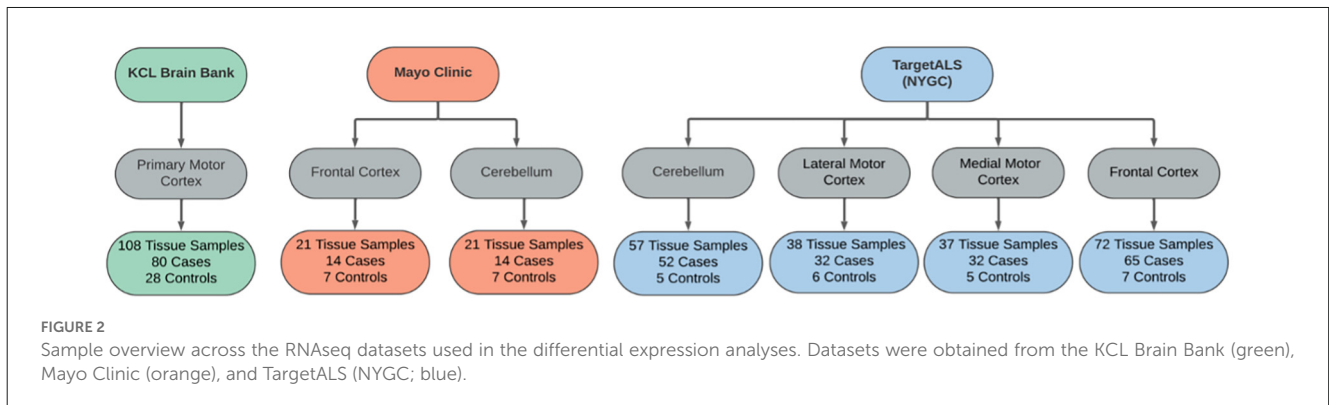 KCL Brain Bank
Mayo Clinic
TargetALS
(NYGC)
Primary Motor
Cortex
Frontal Cortex
Cerebellum
Cerebellum
Lateral Motor
Cortex
Medial Motor
Cortex
Frontal Cortex
108 Tissue Samples
80 Cases
28 Controls
21 Tissue Samples
14 Cases
7 Controls
21 Tissue Samples
14 Cases
7 Controls
57 Tissue Samples
52 Cases
5 Controls
38 Tissue Samples
32 Cases
6 Controls
37 Tissue Samples
32 Cases
5 Controls
72 Tissue Samples
65 Cases
7 Controls
FIGURE 2
Sample overview across the RNAseq datasets used in the differential expression analyses. Datasets were obtained from the KCL Brain Bank (green),
Mayo Clinic (orange), and TargetALS (NYGC; blue).